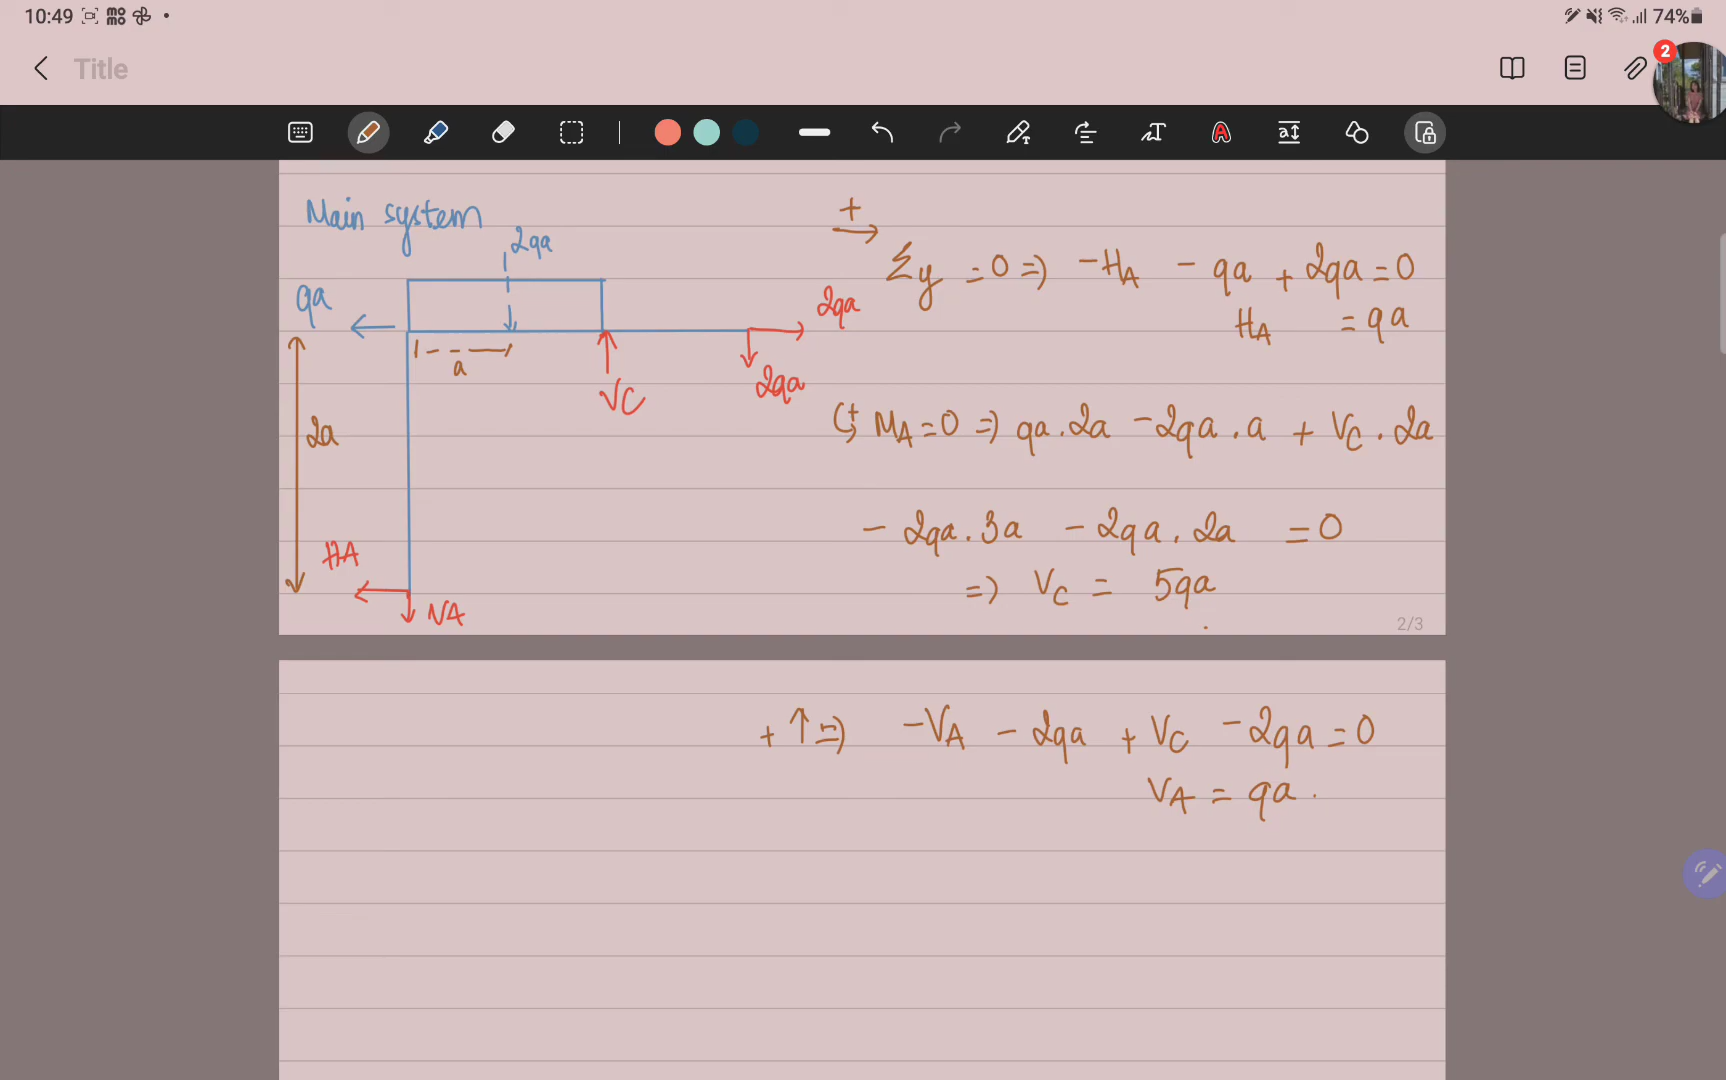 10:49
74%
2
Title
Main system
2qa
qa
2qa
a
VC
2qa
2a
HA
VA
+
Σy = 0 => -HA - qa + 2qa = 0
HA = qa
+ MA = 0 => qa . 2a - 2qa . a + VC . 2a
- 2qa . 3a - 2qa . 2a = 0
=> VC = 5qa
2/3
+ ↑ => -VA - 2qa + VC - 2qa = 0
VA = qa .